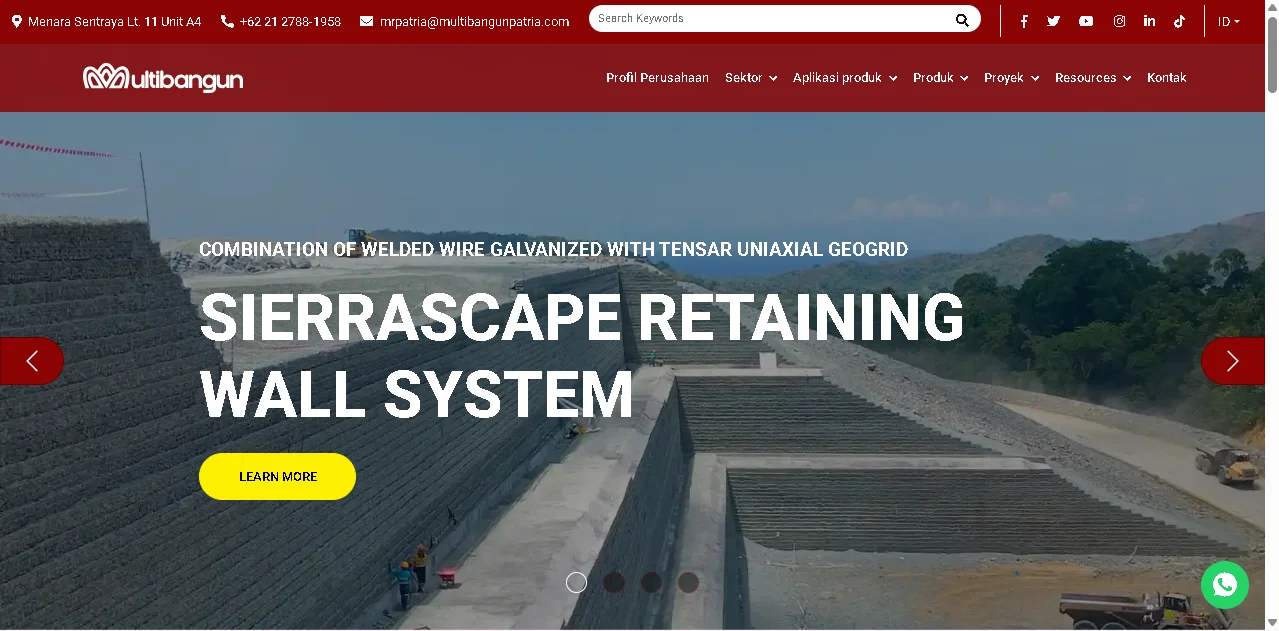 Menara Sentraya Lt. 11 Unit A4
+62 21 2788-1958
mrpatria@multibangunpatria.com
Search Keywords
ID
Multibangun
Profil Perusahaan
Sektor
Aplikasi produk
Produk
Proyek
Resources
Kontak
COMBINATION OF WELDED WIRE GALVANIZED WITH TENSAR UNIAXIAL GEOGRID
SIERRASCAPE RETAINING
WALL SYSTEM
LEARN MORE